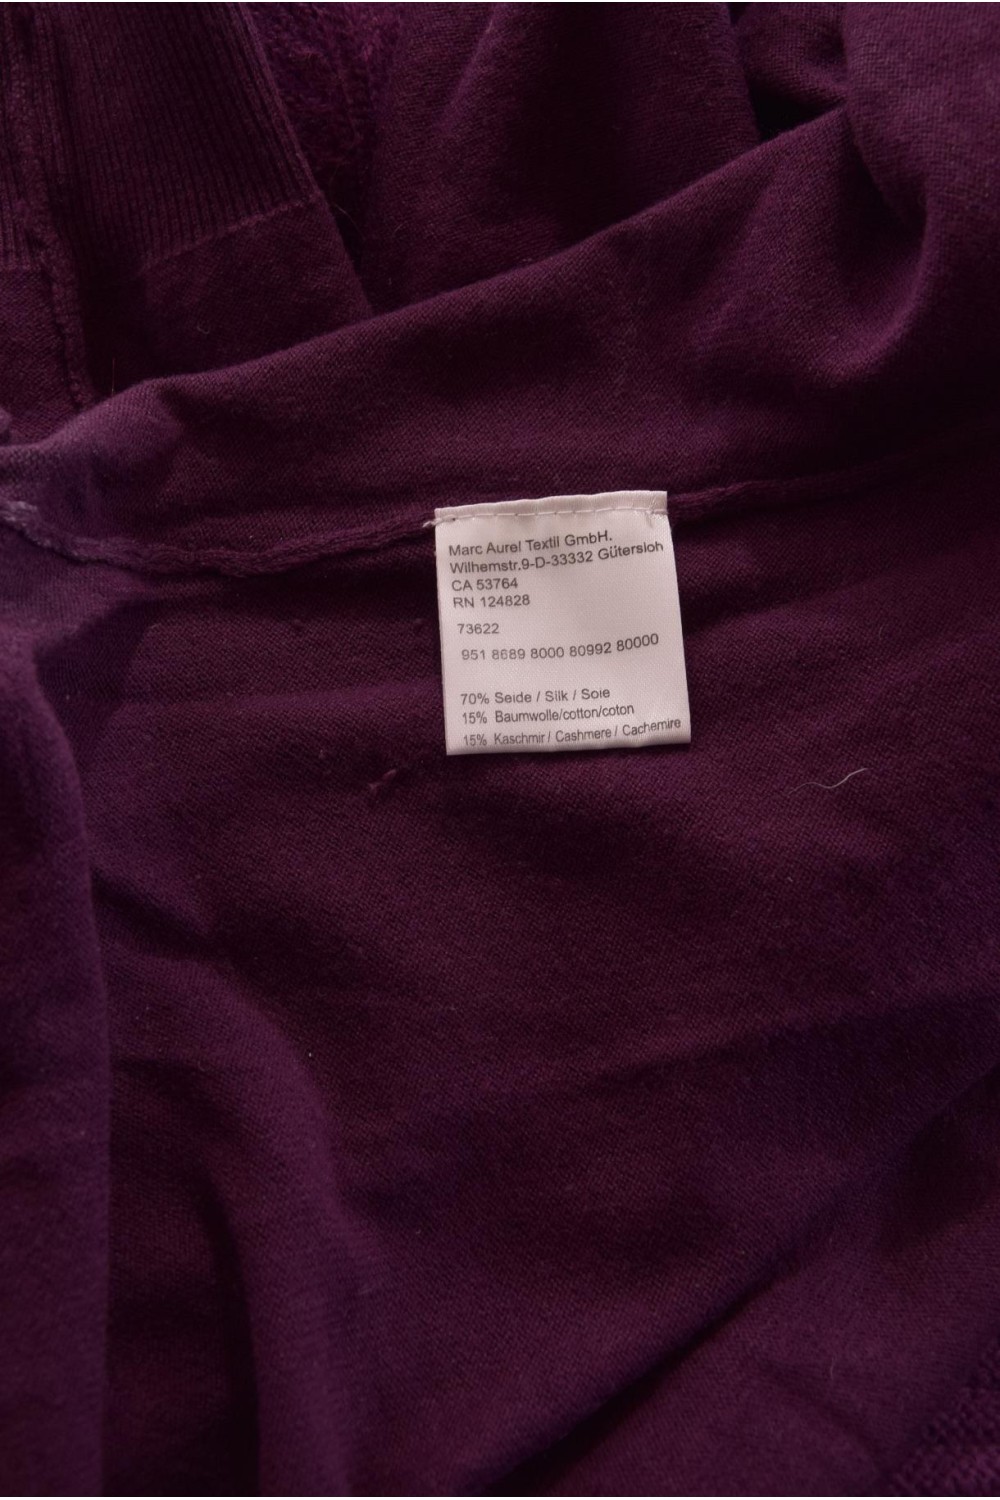 Marc Aurel Textil GmbH.
Wilhemstr.9-D-33332 Gütersloh
CA 53764
RN 124828
73622
951 8689 8000 80992 80000
70% Seide / Silk / Soie
15% Baumwolle/cotton/coton
15% Kaschmir / Cashmere / Cachemire